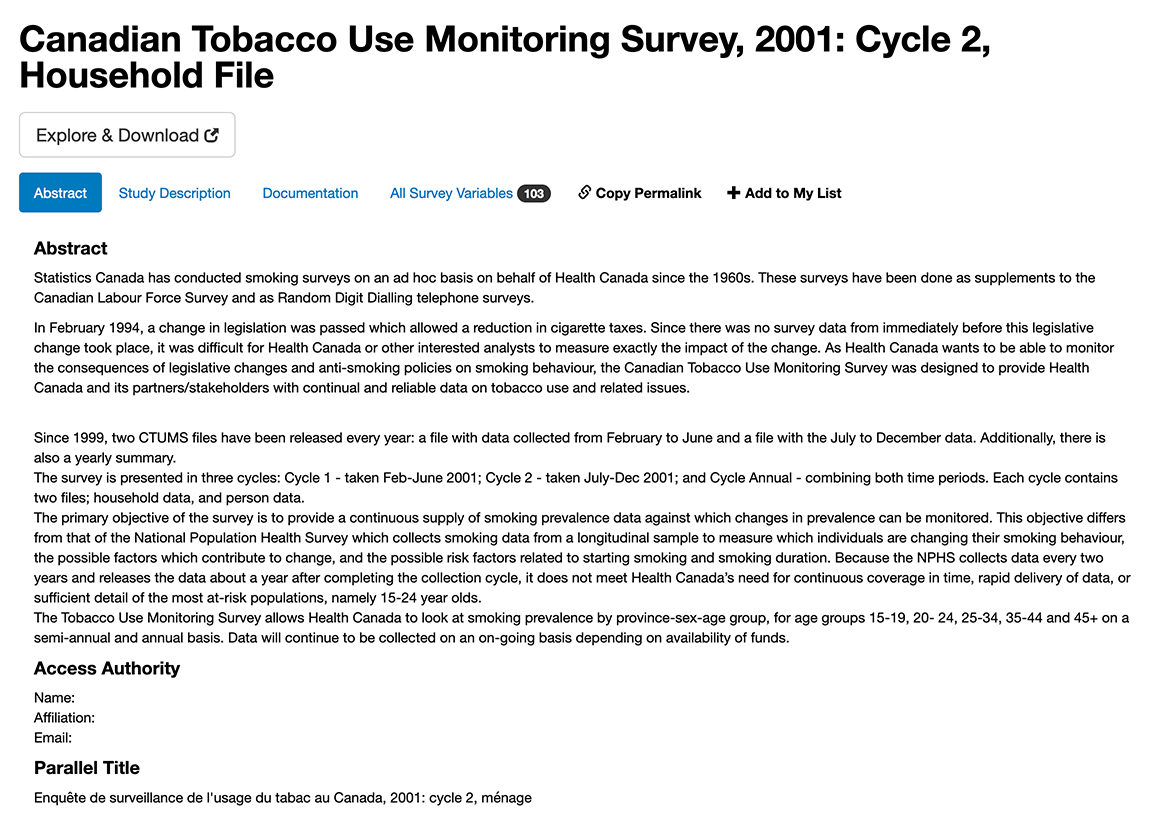 Canadian Tobacco Use Monitoring Survey, 2001: Cycle 2,
Household File
Explore & Download
Abstract Study Description Documentation All Survey Variables 103 Copy Permalink Add to My List
Abstract
Statistics Canada has conducted smoking surveys on an ad hoc basis on behalf of Health Canada since the 1960s. These surveys have been done as supplements to the
Canadian Labour Force Survey and as Random Digit Dialling telephone surveys.
In February 1994, a change in legislation was passed which allowed a reduction in cigarette taxes. Since there was no survey data from immediately before this legislative
change took place, it was difficult for Health Canada or other interested analysts to measure exactly the impact of the change. As Health Canada wants to be able to monitor
the consequences of legislative changes and anti-smoking policies on smoking behaviour, the Canadian Tobacco Use Monitoring Survey was designed to provide Health
Canada and its partners/stakeholders with continual and reliable data on tobacco use and related issues.
Since 1999, two CTUMS files have been released every year: a file with data collected from February to June and a file with the July to December data. Additionally, there is
also a yearly summary.
The survey is presented in three cycles: Cycle 1 - taken Feb-June 2001; Cycle 2 - taken July-Dec 2001; and Cycle Annual - combining both time periods. Each cycle contains
two files; household data, and person data.
The primary objective of the survey is to provide a continuous supply of smoking prevalence data against which changes in prevalence can be monitored. This objective differs
from that of the National Population Health Survey which collects smoking data from a longitudinal sample to measure which individuals are changing their smoking behaviour,
the possible factors which contribute to change, and the possible risk factors related to starting smoking and smoking duration. Because the NPHS collects data every two
years and releases the data about a year after completing the collection cycle, it does not meet Health Canada's need for continuous coverage in time, rapid delivery of data, or
sufficient detail of the most at-risk populations, namely 15-24 year olds.
The Tobacco Use Monitoring Survey allows Health Canada to look at smoking prevalence by province-sex-age group, for age groups 15-19, 20- 24, 25-34, 35-44 and 45+ on a
semi-annual and annual basis. Data will continue to be collected on an on-going basis depending on availability of funds.
Access Authority
Name:
Affiliation:
Email:
Parallel Title
Enquête de surveillance de l'usage du tabac au Canada, 2001: cycle 2, ménage